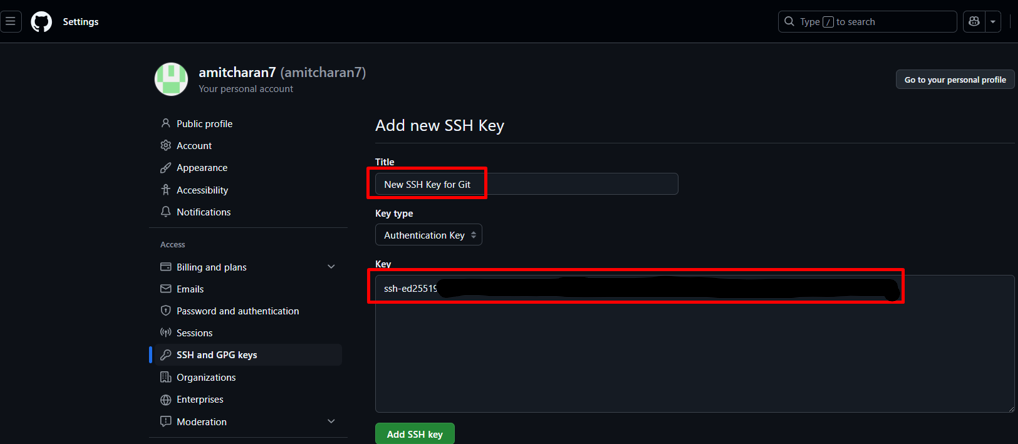 Settings
Type / to search
amitcharan7 (amitcharan7)
Your personal account
Go to your personal profile
Public profile
Account
Appearance
Accessibility
Notifications
Access
Billing and plans
Emails
Password and authentication
Sessions
SSH and GPG keys
Organizations
Enterprises
Moderation
Add new SSH Key
Title
New SSH Key for Git
Key type
Authentication Key
Key
ssh-ed25519
Add SSH key